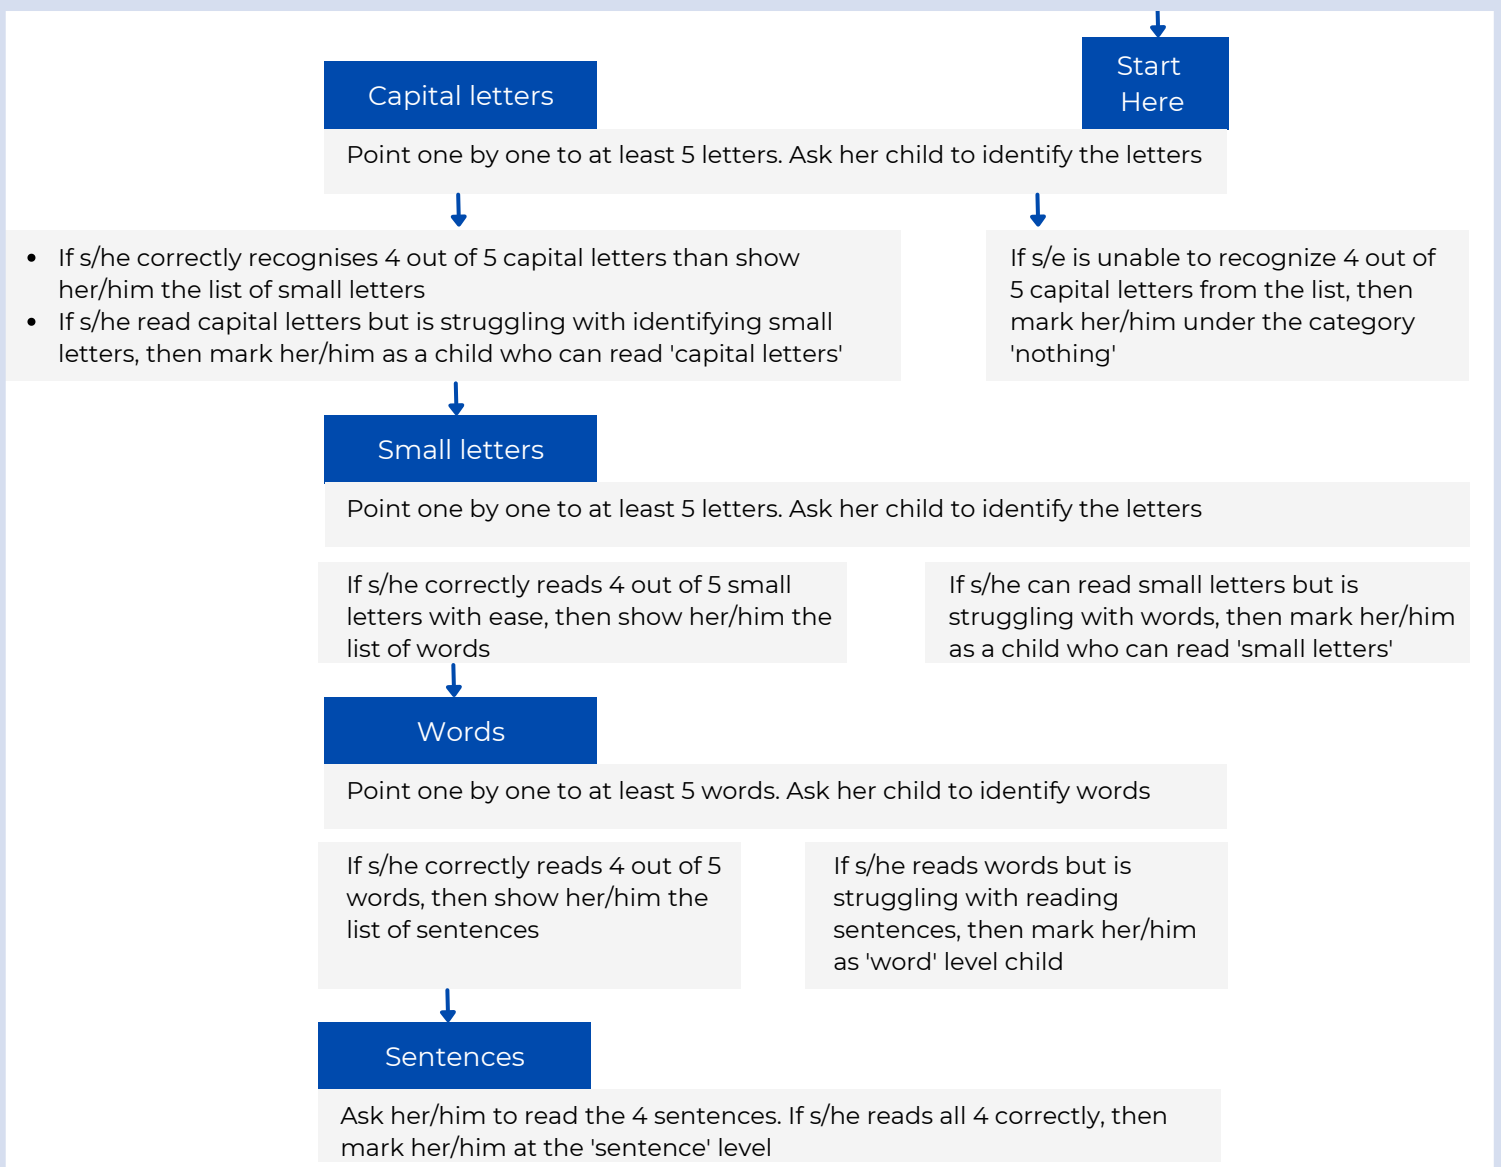 Start
Here
Capital letters
Point one by one to at least 5 letters. Ask her child to identify the letters
If s/he correctly recognises 4 out of 5 capital letters than show
her/him the list of small letters
If s/he read capital letters but is struggling with identifying small
letters, then mark her/him as a child who can read 'capital letters'
If s/e is unable to recognize 4 out of
5 capital letters from the list, then
mark her/him under the category
'nothing'
Small letters
Point one by one to at least 5 letters. Ask her child to identify the letters
If s/he correctly reads 4 out of 5 small
letters with ease, then show her/him the
list of words
If s/he can read small letters but is
struggling with words, then mark her/him
as a child who can read 'small letters'
Words
Point one by one to at least 5 words. Ask her child to identify words
If s/he correctly reads 4 out of 5
words, then show her/him the
list of sentences
If s/he reads words but is
struggling with reading
sentences, then mark her/him
as 'word' level child
Sentences
Ask her/him to read the 4 sentences. If s/he reads all 4 correctly, then
mark her/him at the 'sentence' level